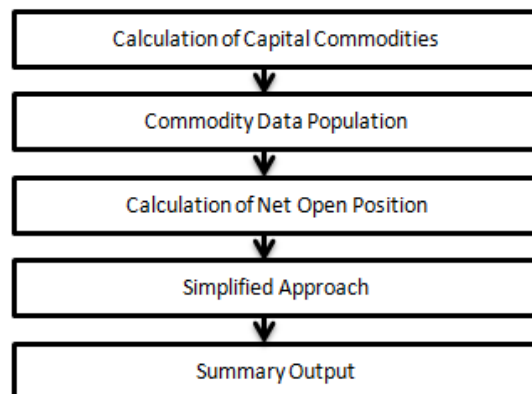 Calculation of Capital Commodities
Commodity Data Population
Calculation of Net Open Position
Simplified Approach
Summary Output